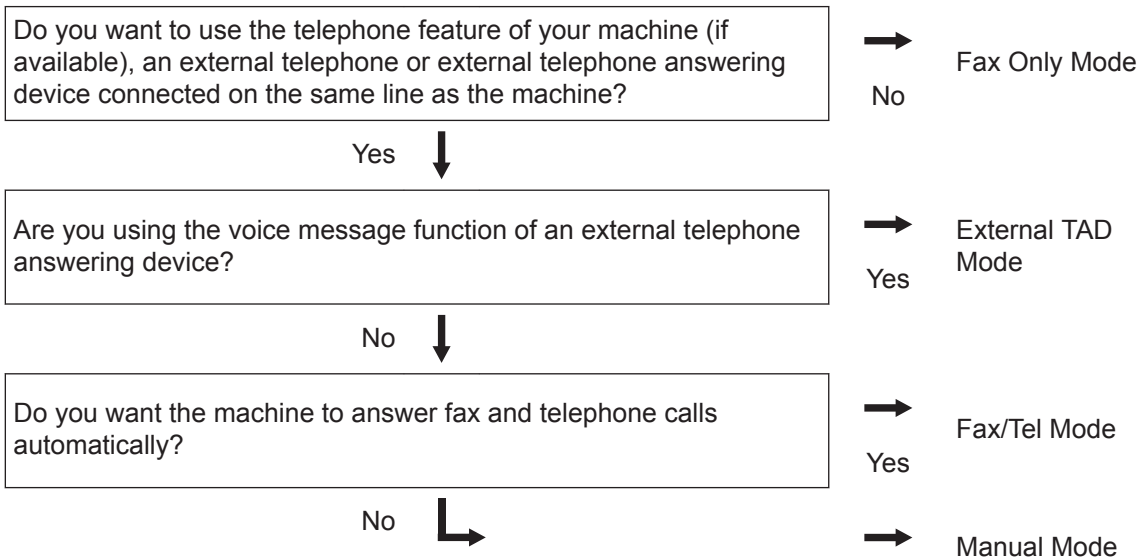 Do you want to use the telephone feature of your machine (if
available), an external telephone or external telephone answering
device connected on the same line as the machine?
No
Fax Only Mode
Yes
Are you using the voice message function of an external telephone
answering device?
Yes
External TAD
Mode
No
Do you want the machine to answer fax and telephone calls
automatically?
Yes
Fax/Tel Mode
No
Manual Mode